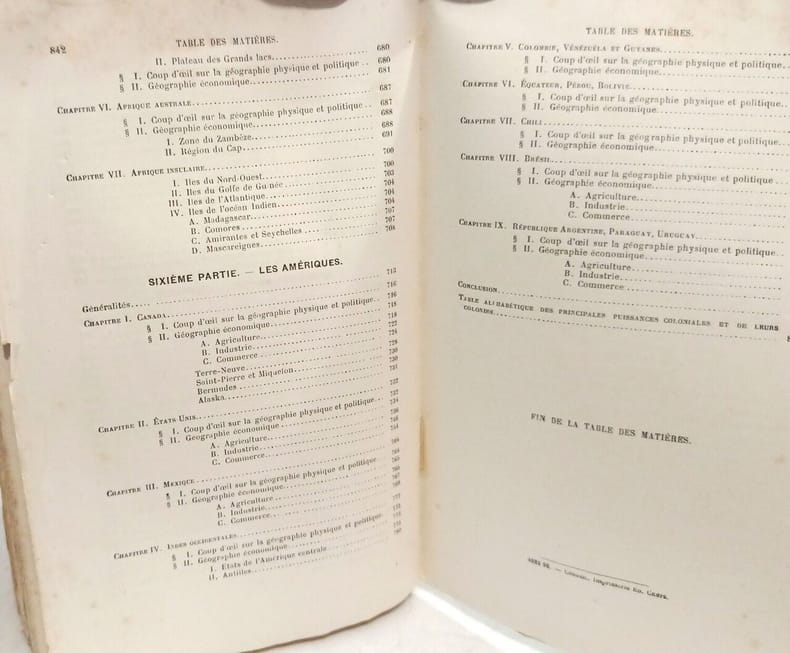 842
TABLE DES MATIÈRES.
II. Plateau des Grands lacs 680
§ I. Coup d'œil sur la géographie physique et politique 680
§ II. Géographie économique 681
CHAPITRE VI. AFRIQUE AUSTRALE 687
§ I. Coup d'œil sur la géographie physique et politique 687
§ II. Géographie économique 688
I. Zone du Zambèze 688
II. Région du Cap 691
CHAPITRE VII. AFRIQUE INSULAIRE 700
I. Iles du Nord-Ouest 700
II. Iles du Golfe de Guinée 703
III. Iles de l'Atlantique 704
IV. Iles de l'océan Indien 704
A. Madagascar 704
B. Comores 707
C. Amirantes et Seychelles 707
D. Mascareignes 708
SIXIÈME PARTIE. — LES AMÉRIQUES.
Généralités 713
CHAPITRE I. CANADA 716
§ I. Coup d'œil sur la géographie physique et politique 716
§ II. Géographie économique 718
A. Agriculture
B. Industrie
C. Commerce
Terre-Neuve
Saint-Pierre et Miquelon 730
Bermudes 730
Alaska 731
CHAPITRE II. ÉTATS-UNIS 732
§ I. Coup d'œil sur la géographie physique et politique 732
§ II. Géographie économique 734
A. Agriculture
B. Industrie
C. Commerce
CHAPITRE III. MEXIQUE
§ I. Coup d'œil sur la géographie physique et politique
§ II. Géographie économique
A. Agriculture
B. Industrie
C. Commerce
CHAPITRE IV. INDES OCCIDENTALES
§ I. Coup d'œil sur la géographie physique et politique
§ II. Géographie économique
I. États de l'Amérique centrale
II. Antilles
TABLE DES MATIÈRES.
CHAPITRE V. COLOMBIE, VÉNÉZUÉLA ET GUYANES
§ I. Coup d'œil sur la géographie physique et politique
§ II. Géographie économique
CHAPITRE VI. ÉQUATEUR, PÉROU, BOLIVIE
§ I. Coup d'œil sur la géographie physique et politique
§ II. Géographie économique
CHAPITRE VII. CHILI
§ I. Coup d'œil sur la géographie physique et politique
§ II. Géographie économique
CHAPITRE VIII. BRÉSIL
§ I. Coup d'œil sur la géographie physique et politique
§ II. Géographie économique
A. Agriculture
B. Industrie
C. Commerce
CHAPITRE IX. RÉPUBLIQUE ARGENTINE, PARAGUAY, URUGUAY
§ I. Coup d'œil sur la géographie physique et politique
§ II. Géographie économique
A. Agriculture
B. Industrie
C. Commerce
CONCLUSION
TABLE ALPHABÉTIQUE DES PRINCIPALES PUISSANCES COLONIALES ET DE LEURS
COLONIES
FIN DE LA TABLE DES MATIÈRES.
Imprimerie ED. CRÉTÉ.